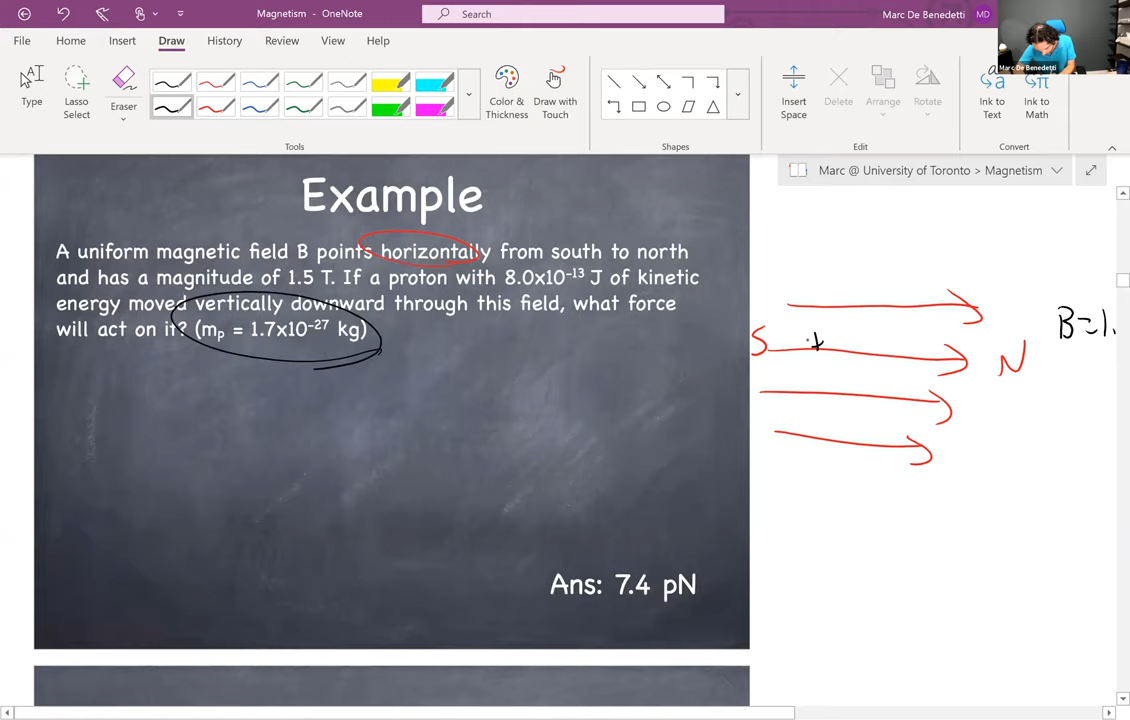 Magnetism - OneNote
Search
Marc De Benedetti
MD
File
Home
Insert
Draw
History
Review
View
Help
Marc De Benedetti
Type
Lasso
Select
Eraser
Color &
Thickness
Draw with
Touch
Insert
Space
Delete
Arrange
Rotate
Ink to
Text
Ink to
Math
Tools
Shapes
Edit
Convert
Marc @ University of Toronto > Magnetism
Example
A uniform magnetic field B points horizontally from south to north
and has a magnitude of 1.5 T. If a proton with 8.0x10⁻¹³ J of kinetic
energy moved vertically downward through this field, what force
will act on it? (mₚ = 1.7x10⁻²⁷ kg)
S
+
N
B=1.
Ans: 7.4 pN